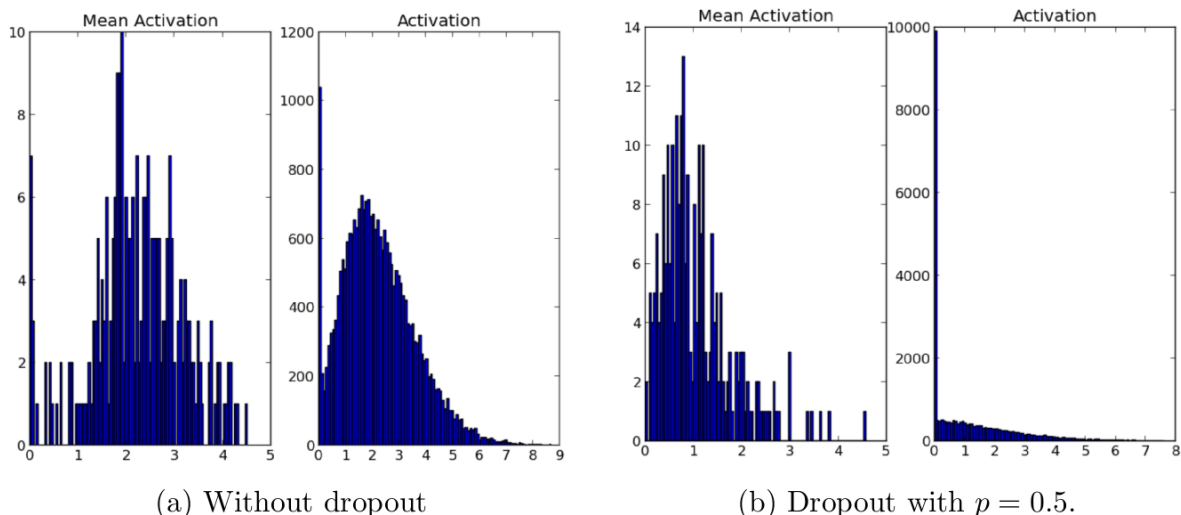 Mean Activation
10
8
6
4
2
0
0 1 2 3 4 5
Activation
1200
1000
800
600
400
200
0
0 1 2 3 4 5 6 7 8 9
(a) Without dropout
Mean Activation
14
12
10
8
6
4
2
0
0 1 2 3 4 5
Activation
10000
8000
6000
4000
2000
0
0 1 2 3 4 5 6 7 8
(b) Dropout with p = 0.5.